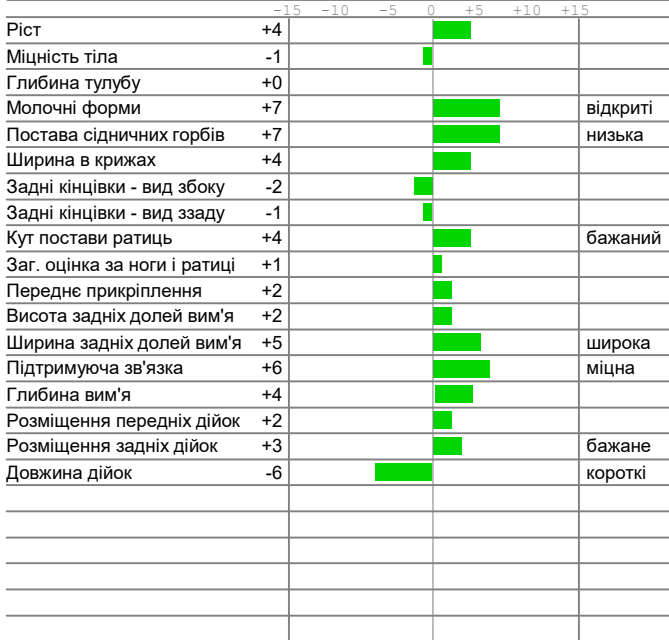 -15 -10 -5 0 +5 +10 +15
Ріст +4
Міцність тіла -1
Глибина тулубу +0
Молочні форми +7 відкриті
Постава сідничних горбів +7 низька
Ширина в крижах +4
Задні кінцівки - вид збоку -2
Задні кінцівки - вид ззаду -1
Кут постави ратиць +4 бажаний
Заг. оцінка за ноги і ратиці +1
Переднє прикріплення +2
Висота задніх долей вим'я +2
Ширина задніх долей вим'я +5 широка
Підтримуюча зв'язка +6 міцна
Глибина вим'я +4
Розміщення передніх дійок +2
Розміщення задніх дійок +3 бажане
Довжина дійок -6 короткі